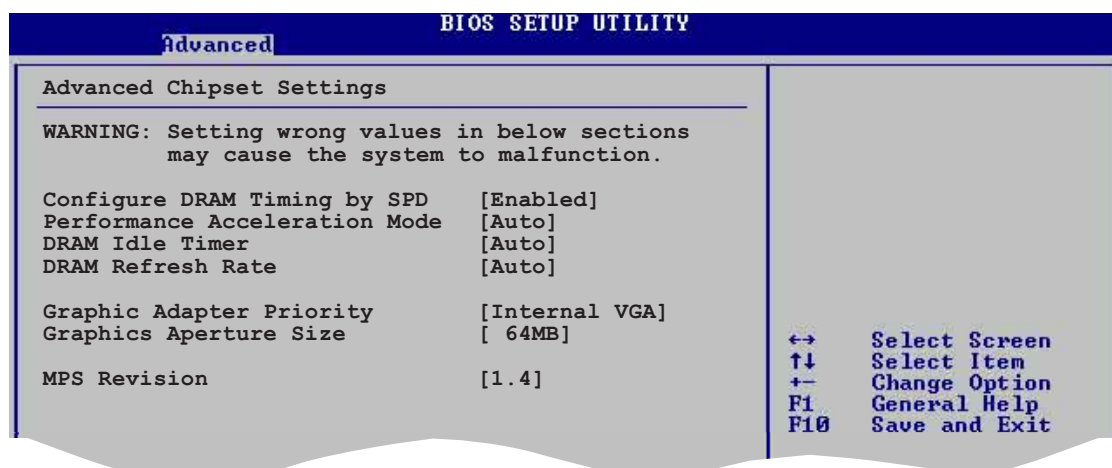 BIOS SETUP UTILITY
Advanced
Advanced Chipset Settings
WARNING: Setting wrong values in below sections
may cause the system to malfunction.
Configure DRAM Timing by SPD [Enabled]
Performance Acceleration Mode [Auto]
DRAM Idle Timer [Auto]
DRAM Refresh Rate [Auto]
Graphic Adapter Priority [Internal VGA]
Graphics Aperture Size [ 64MB]
MPS Revision [1.4]
↔ Select Screen
↑↓ Select Item
+- Change Option
F1 General Help
F10 Save and Exit